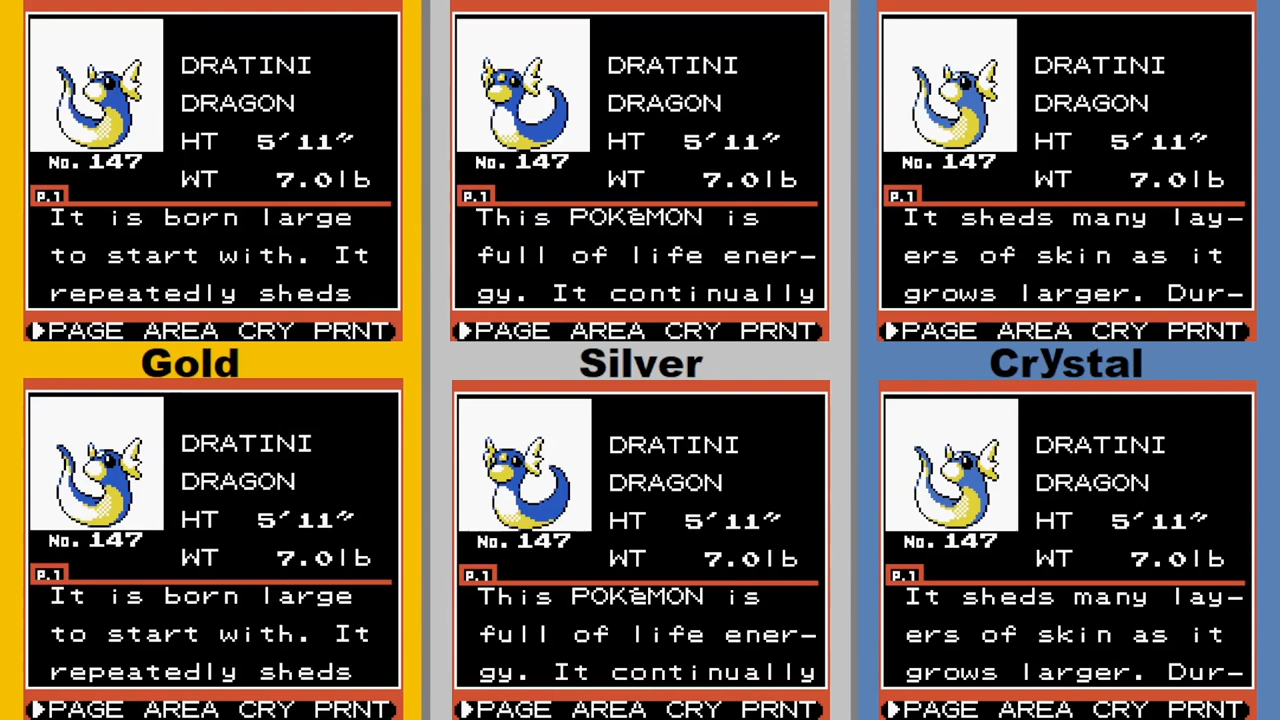 DRATINI
DRAGON
HT 5′11″
No. 147
WT 7.0lb
P.1
It is born large
to start with. It
repeatedly sheds
▶PAGE AREA CRY PRNT
DRATINI
DRAGON
HT 5′11″
No. 147
WT 7.0lb
P.1
This POKéMON is
full of life ener-
gy. It continually
▶PAGE AREA CRY PRNT
DRATINI
DRAGON
HT 5′11″
No. 147
WT 7.0lb
P.1
It sheds many lay-
ers of skin as it
grows larger. Dur-
▶PAGE AREA CRY PRNT
Gold
Silver
Crystal
DRATINI
DRAGON
HT 5′11″
No. 147
WT 7.0lb
P.1
It is born large
to start with. It
repeatedly sheds
▶PAGE AREA CRY PRNT
DRATINI
DRAGON
HT 5′11″
No. 147
WT 7.0lb
P.1
This POKéMON is
full of life ener-
gy. It continually
▶PAGE AREA CRY PRNT
DRATINI
DRAGON
HT 5′11″
No. 147
WT 7.0lb
P.1
It sheds many lay-
ers of skin as it
grows larger. Dur-
▶PAGE AREA CRY PRNT